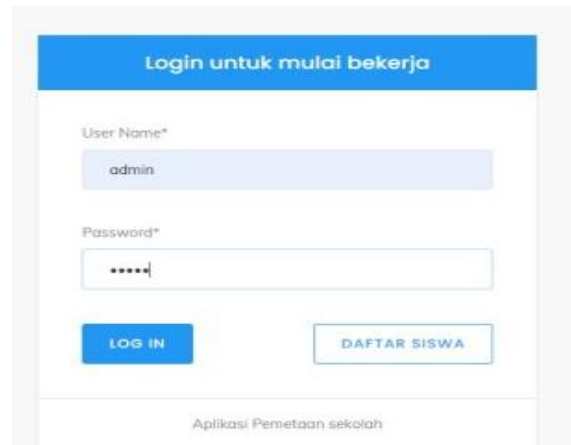 Login untuk mulai bekerja
User Name*
admin
Password*
•••••
LOG IN
DAFTAR SISWA
Aplikasi Pemetaan sekolah